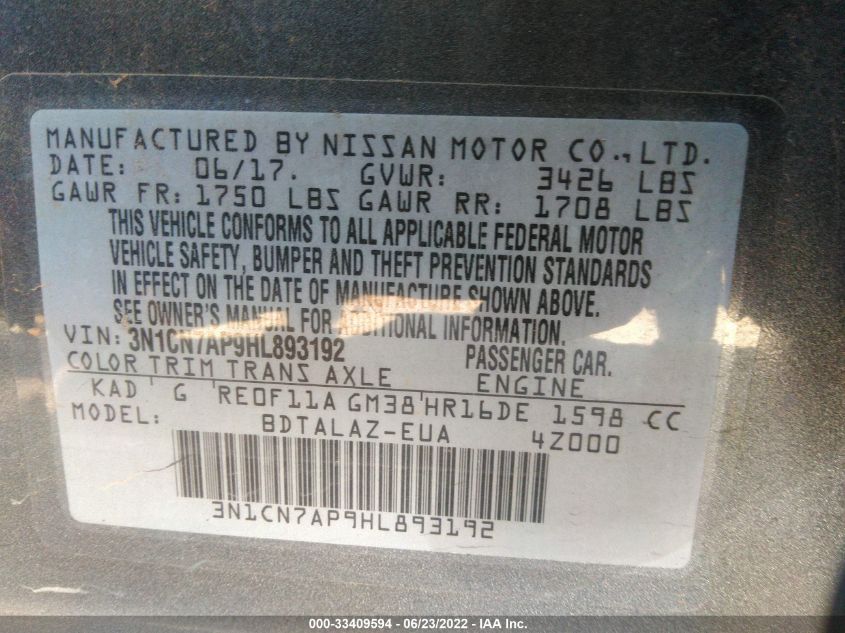 MANUFACTURED BY NISSAN MOTOR CO., LTD.
DATE: 06/17. GVWR: 3426 LBS
GAWR FR: 1750 LBS GAWR RR: 1708 LBS
THIS VEHICLE CONFORMS TO ALL APPLICABLE FEDERAL MOTOR
VEHICLE SAFETY, BUMPER AND THEFT PREVENTION STANDARDS
IN EFFECT ON THE DATE OF MANUFACTURE SHOWN ABOVE.
SEE OWNER'S MANUAL FOR ADDITIONAL INFORMATION.
VIN: 3N1CN7AP9HL893192 PASSENGER CAR.
COLOR TRIM TRANS AXLE ENGINE
KAD ' G 'RE0F11A GM38'HR16DE 1598 CC
MODEL: BDTALAZ-EUA 4Z000
3N1CN7AP9HL893192
000-33409594 - 06/23/2022 - IAA Inc.